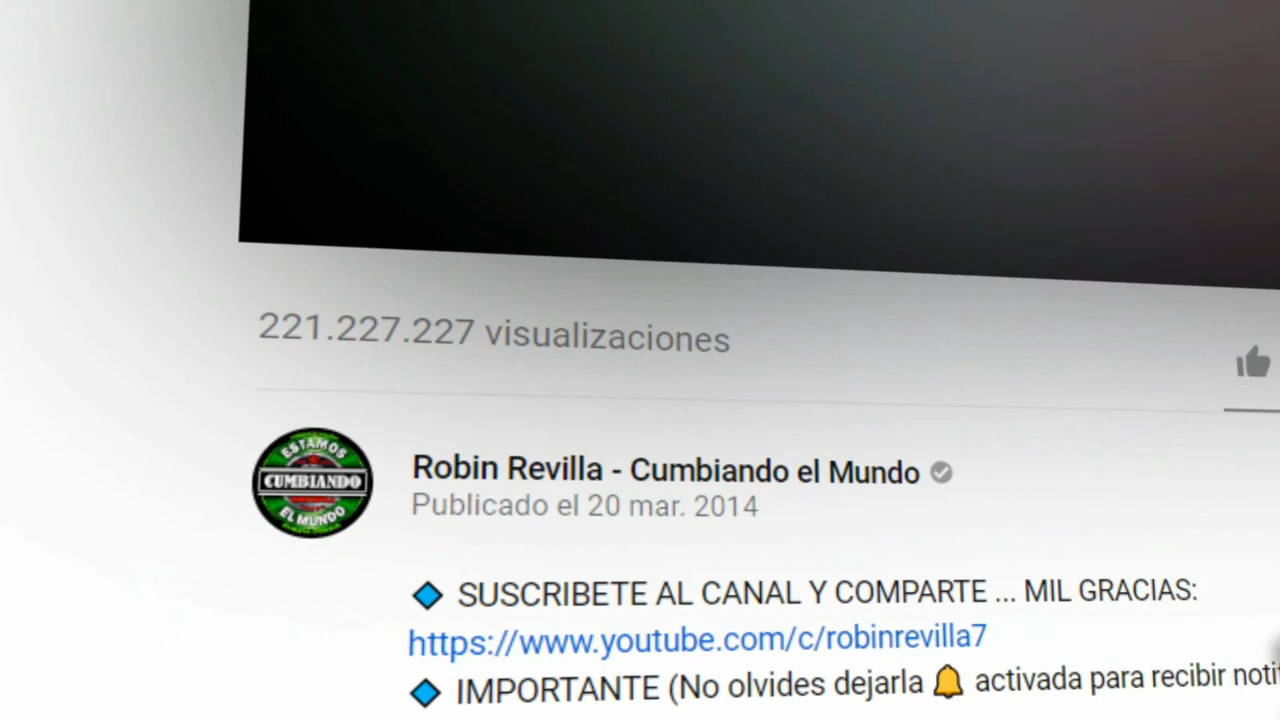 221.227.227 visualizaciones
ESTAMOS
CUMBIANDO
EL MUNDO
Robin Revilla - Cumbiando el Mundo
Publicado el 20 mar. 2014
SUSCRIBETE AL CANAL Y COMPARTE ... MIL GRACIAS:
https://www.youtube.com/c/robinrevilla7
IMPORTANTE (No olvides dejarla 🔔 activada para recibir noti